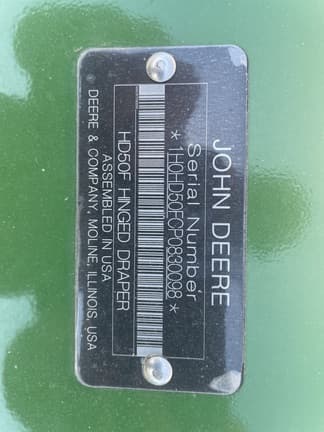 JOHN DEERE
Serial Number
* 1H0HD50FCP0830098 *
HD50F HINGED DRAPER
ASSEMBLED IN USA
DEERE & COMPANY, MOLINE, ILLINOIS, USA